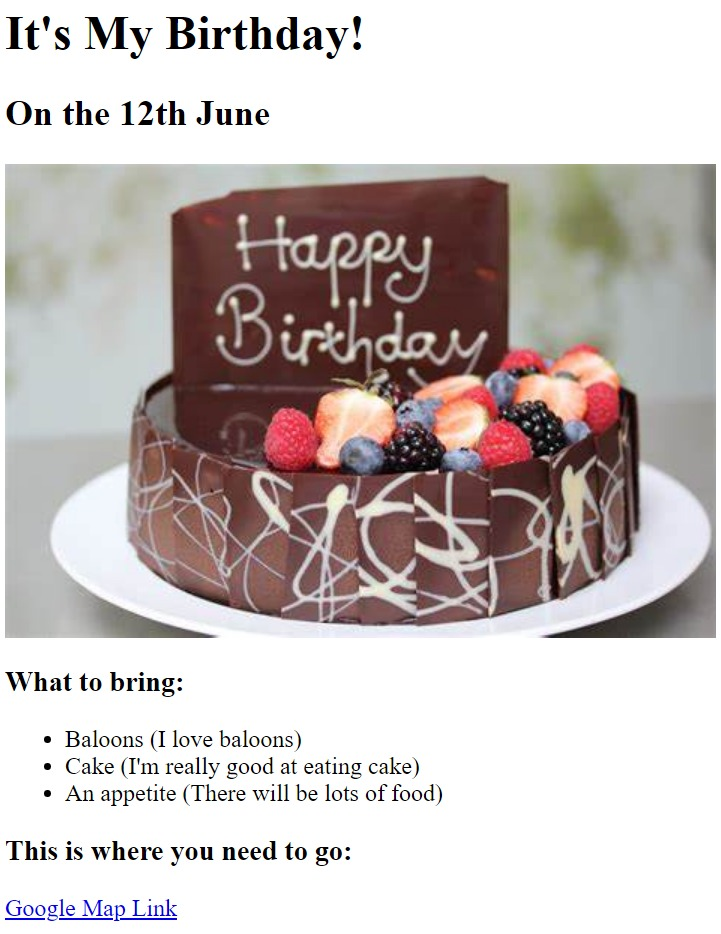 It's My Birthday!
On the 12th June
Happy
Birthday
What to bring:
Baloons (I love baloons)
Cake (I'm really good at eating cake)
An appetite (There will be lots of food)
This is where you need to go:
Google Map Link